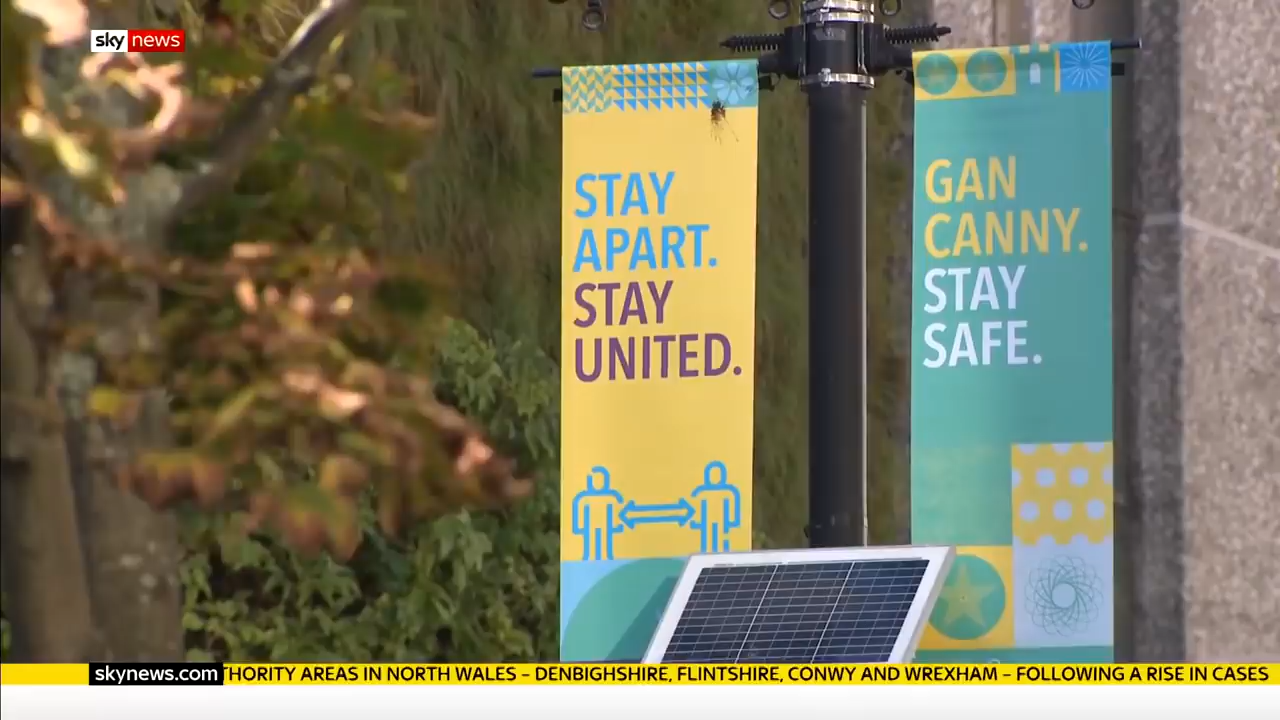 sky news
STAY
APART.
STAY
UNITED.
GAN
CANNY.
STAY
SAFE.
skynews.com
THORITY AREAS IN NORTH WALES – DENBIGHSHIRE, FLINTSHIRE, CONWY AND WREXHAM – FOLLOWING A RISE IN CASES